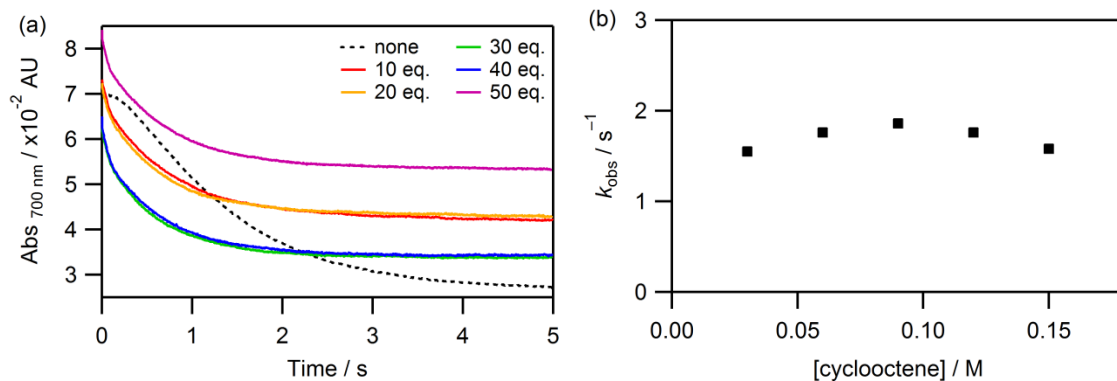 (a)
Abs 700 nm / x10⁻² AU
8
7
6
5
4
3
none
10 eq.
20 eq.
30 eq.
40 eq.
50 eq.
0 1 2 3 4 5
Time / s
(b)
k_obs / s⁻¹
3
2
1
0
0.00 0.05 0.10 0.15
[cyclooctene] / M